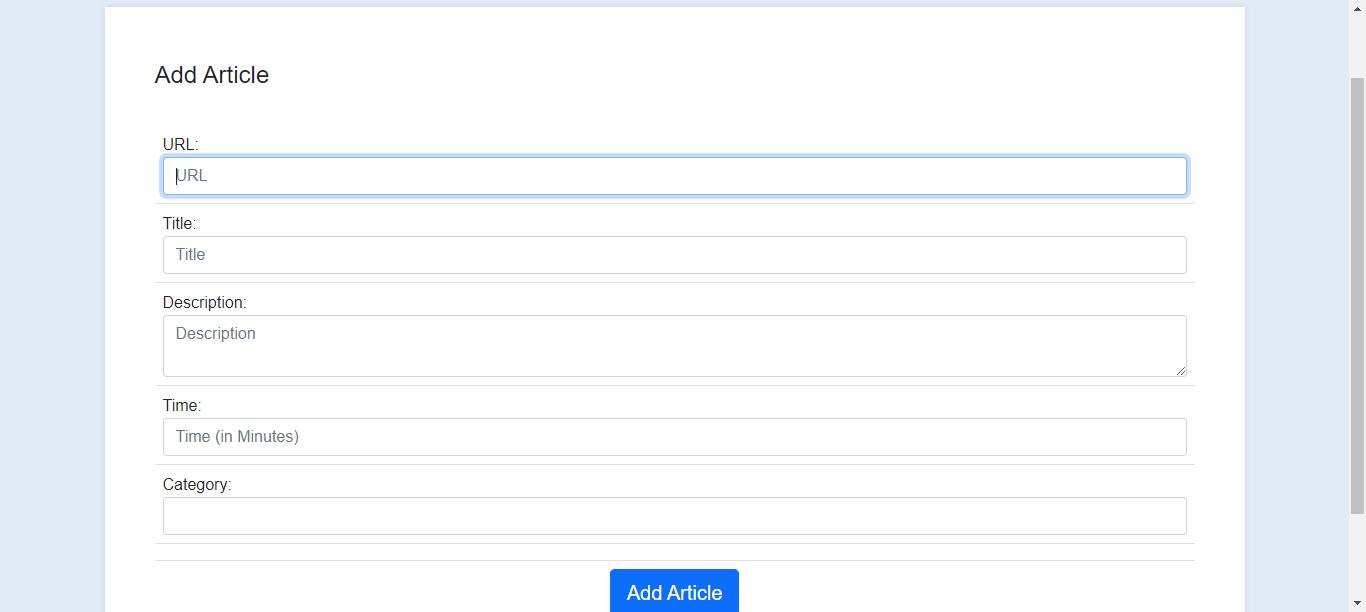 Add Article
URL:
URL
Title:
Title
Description:
Description
Time:
Time (in Minutes)
Category:
Add Article